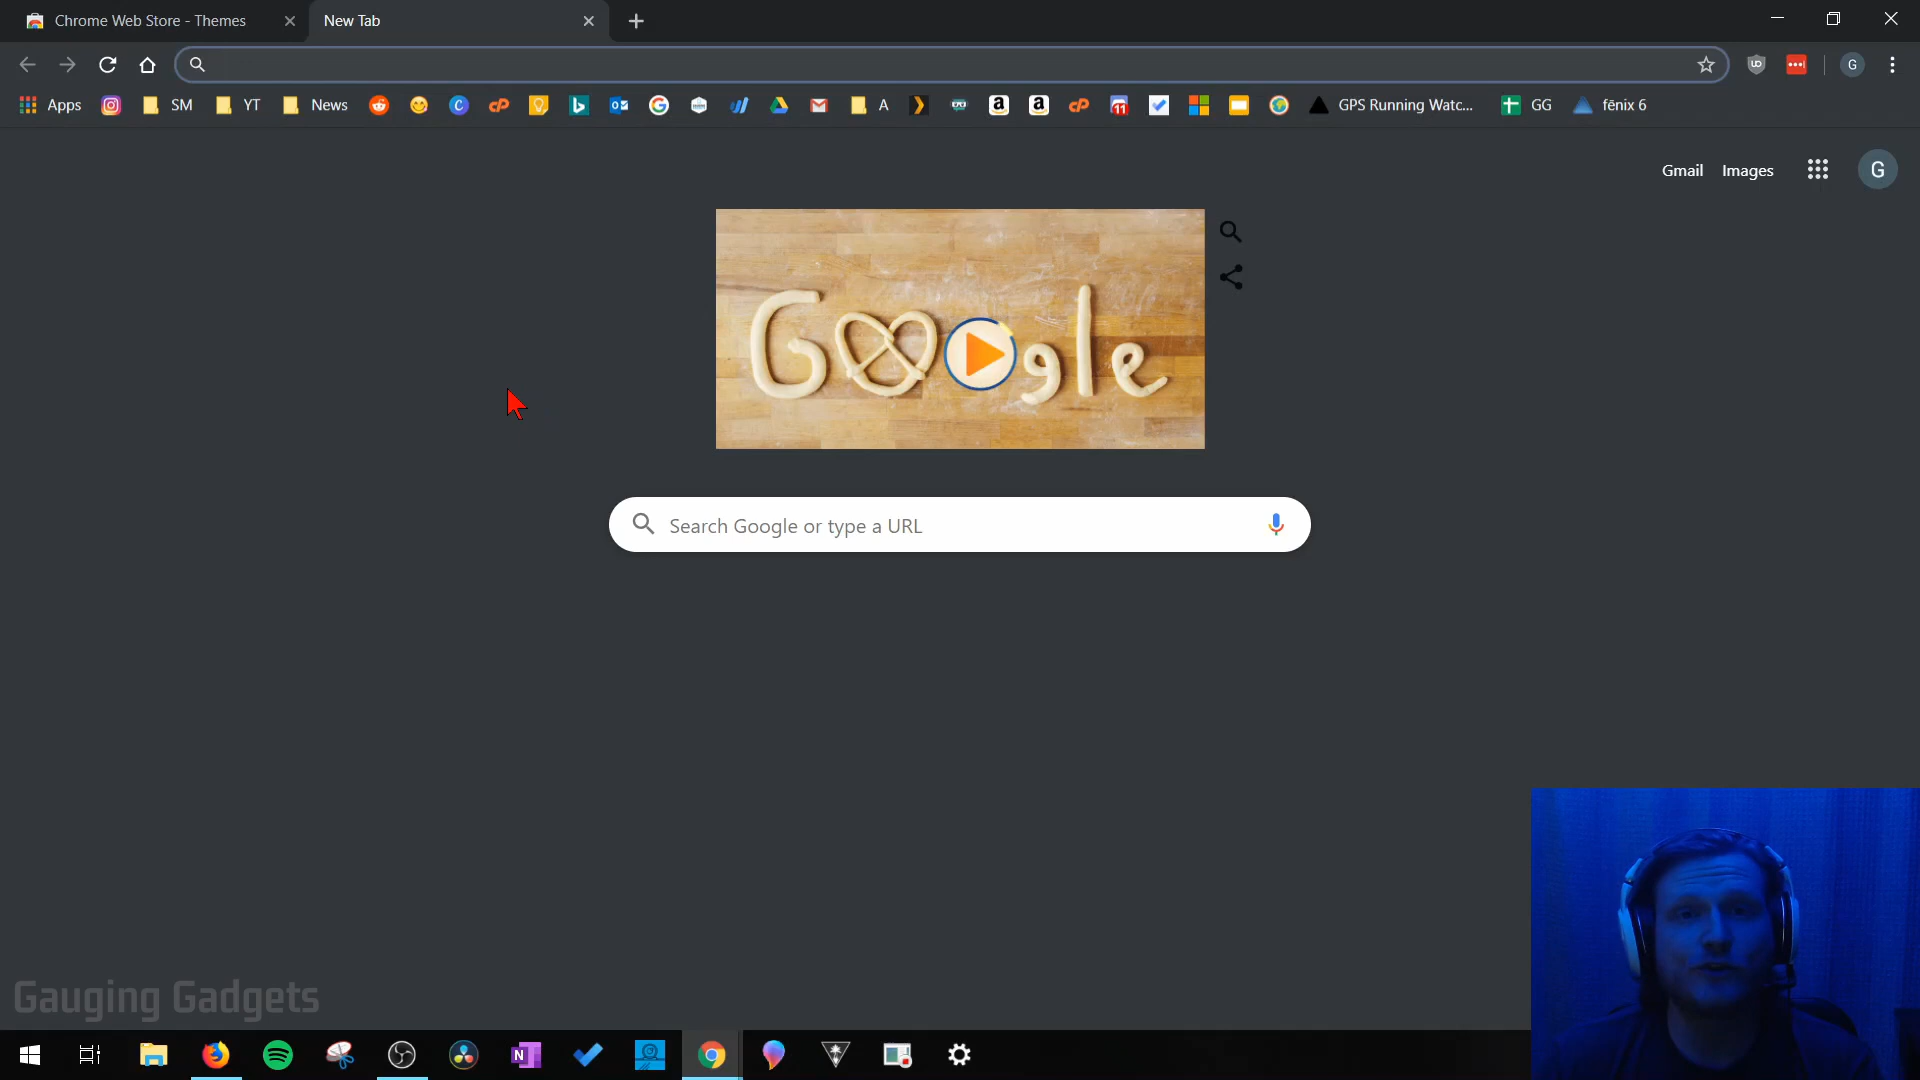 Chrome Web Store - Themes
New Tab
Apps
SM
YT
News
A
GPS Running Watc...
GG
fēnix 6
Gmail
Images
G
Google
Search Google or type a URL
Gauging Gadgets